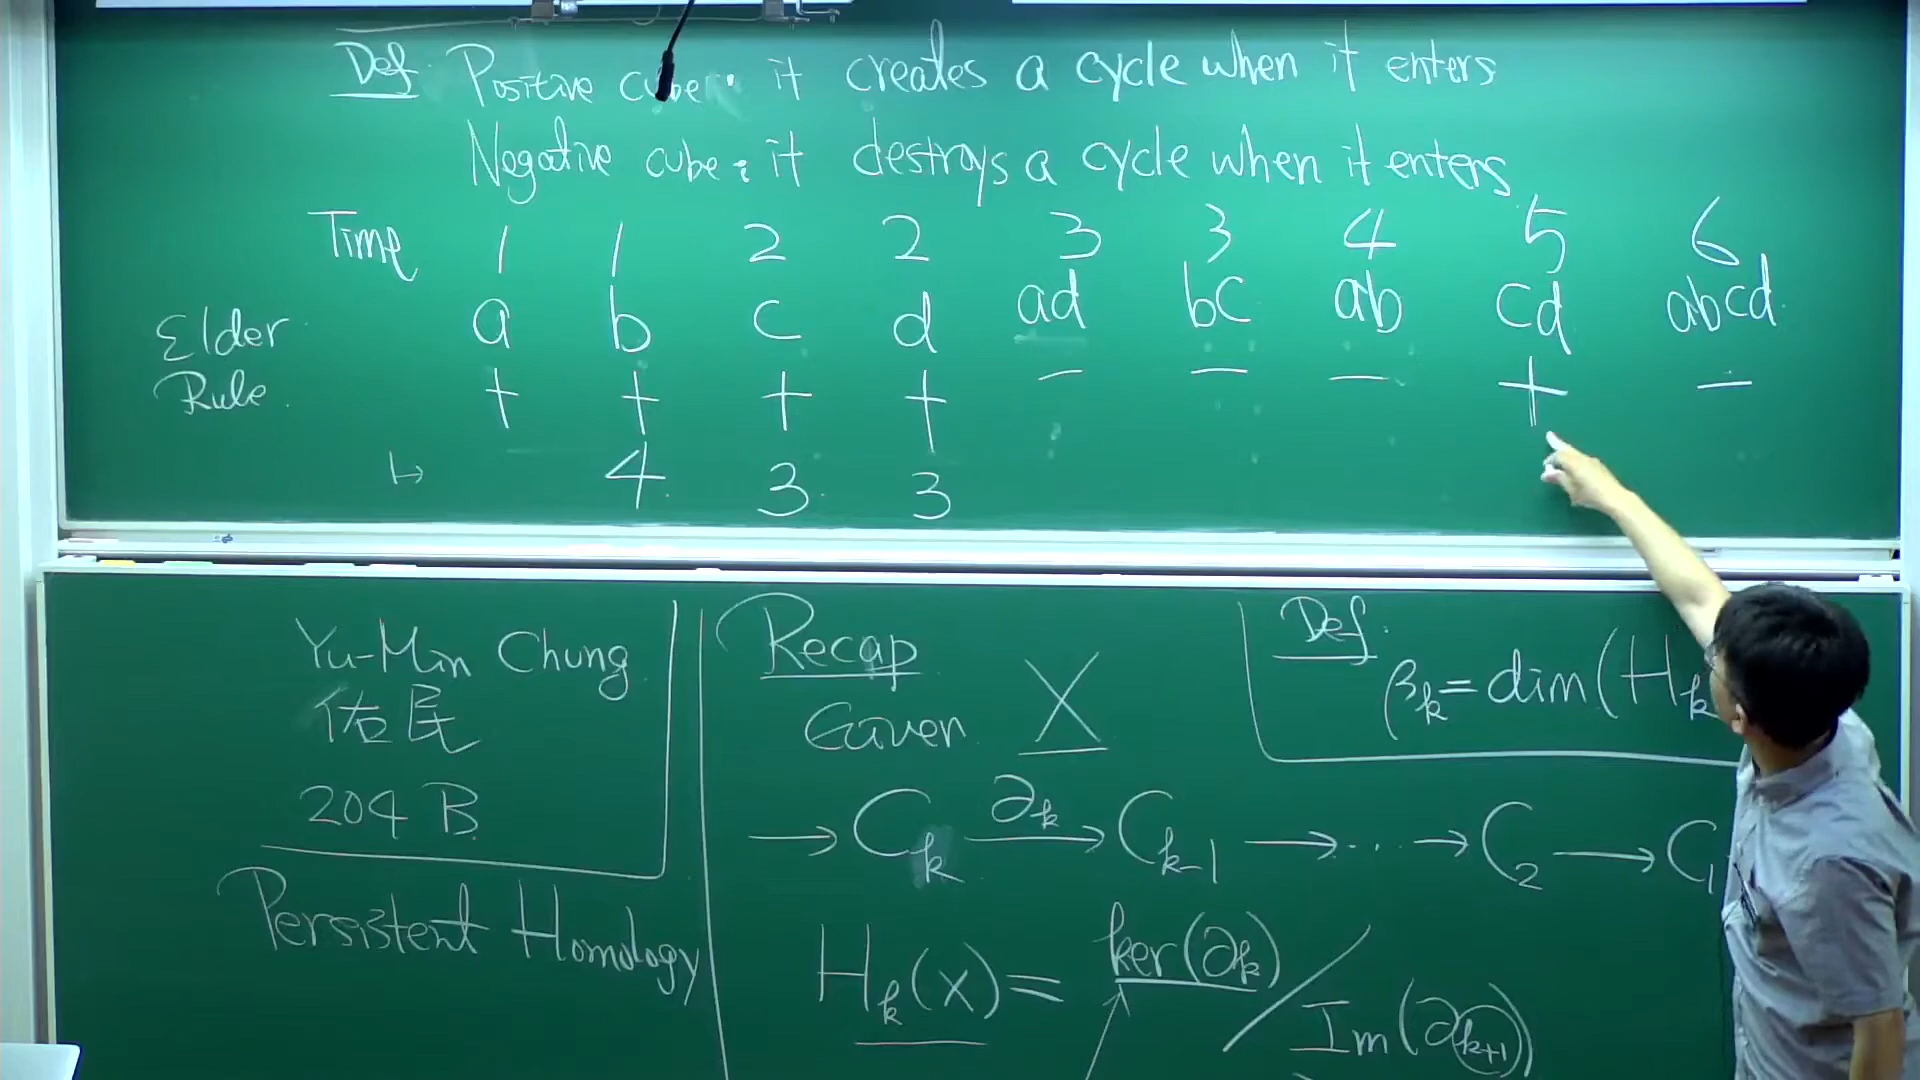 Def. Positive cube: it creates a cycle when it enters
Negative cube: it destroys a cycle when it enters
Time 1 1 2 2 3 3 4 5 6
a b c d ad bc ab cd abcd
Elder
Rule
+ + + + − − − + −
↦ 4 3 3
Yu-Min Chung
佑民
204 B
Persistent Homology
Recap
Given X
→ C_k ∂_k→ C_{k-1} → ... → C_2 → C_1
H_k(X) = ker(∂_k) / Im(∂_{k+1})
Def.
β_k = dim(H_k